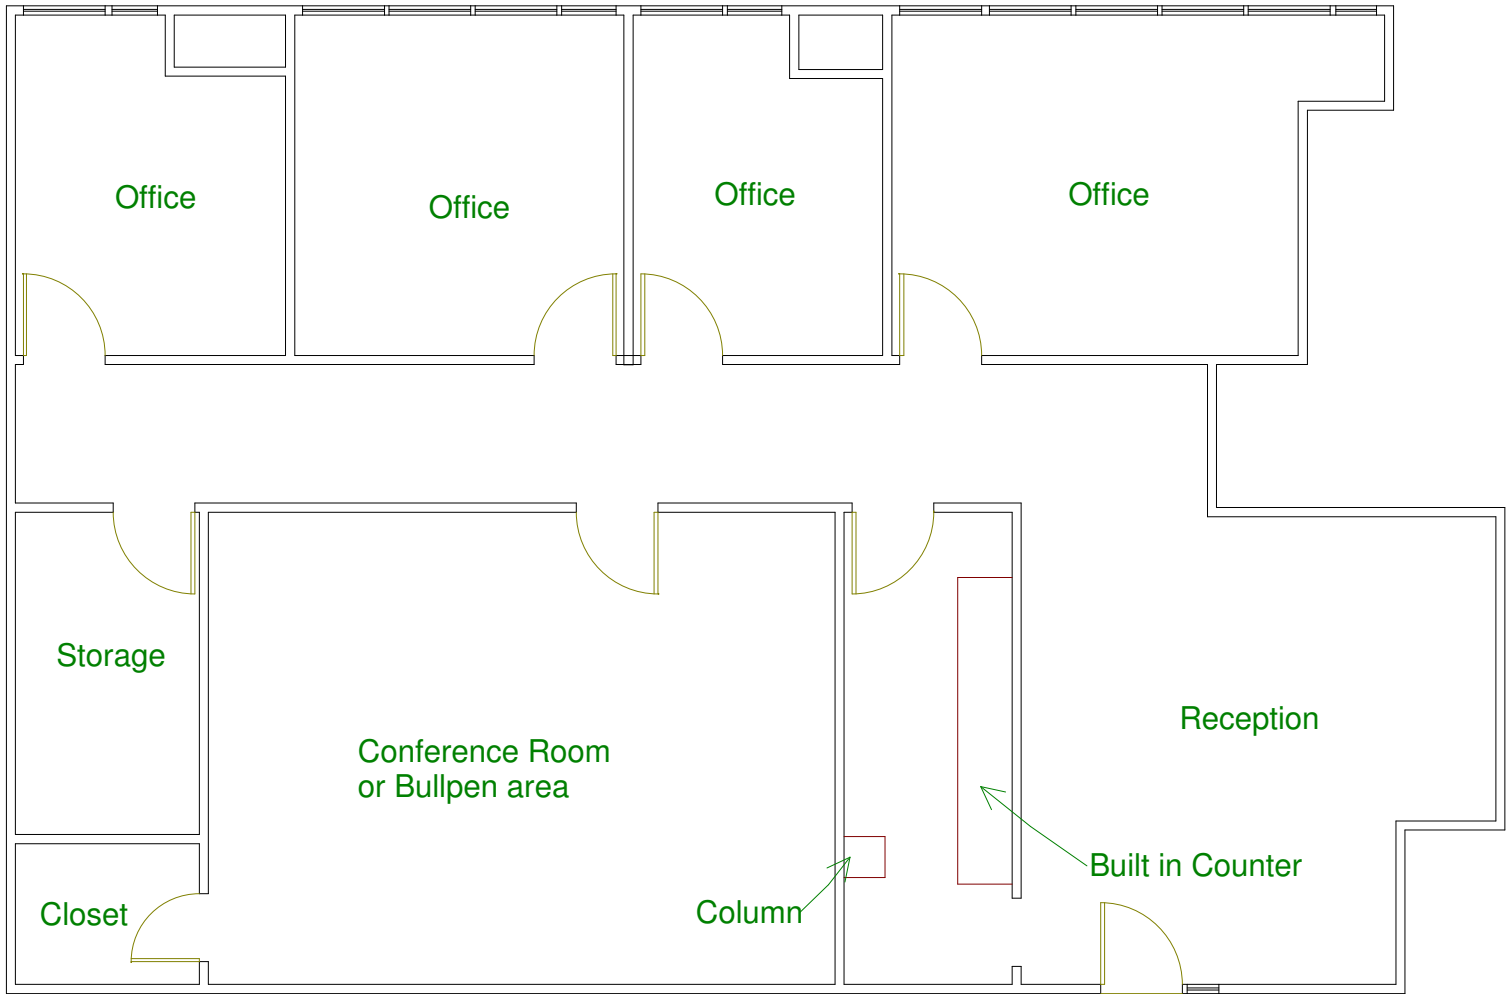 Office
Office
Office
Office
Storage
Conference Room
or Bullpen area
Reception
Built in Counter
Closet
Column